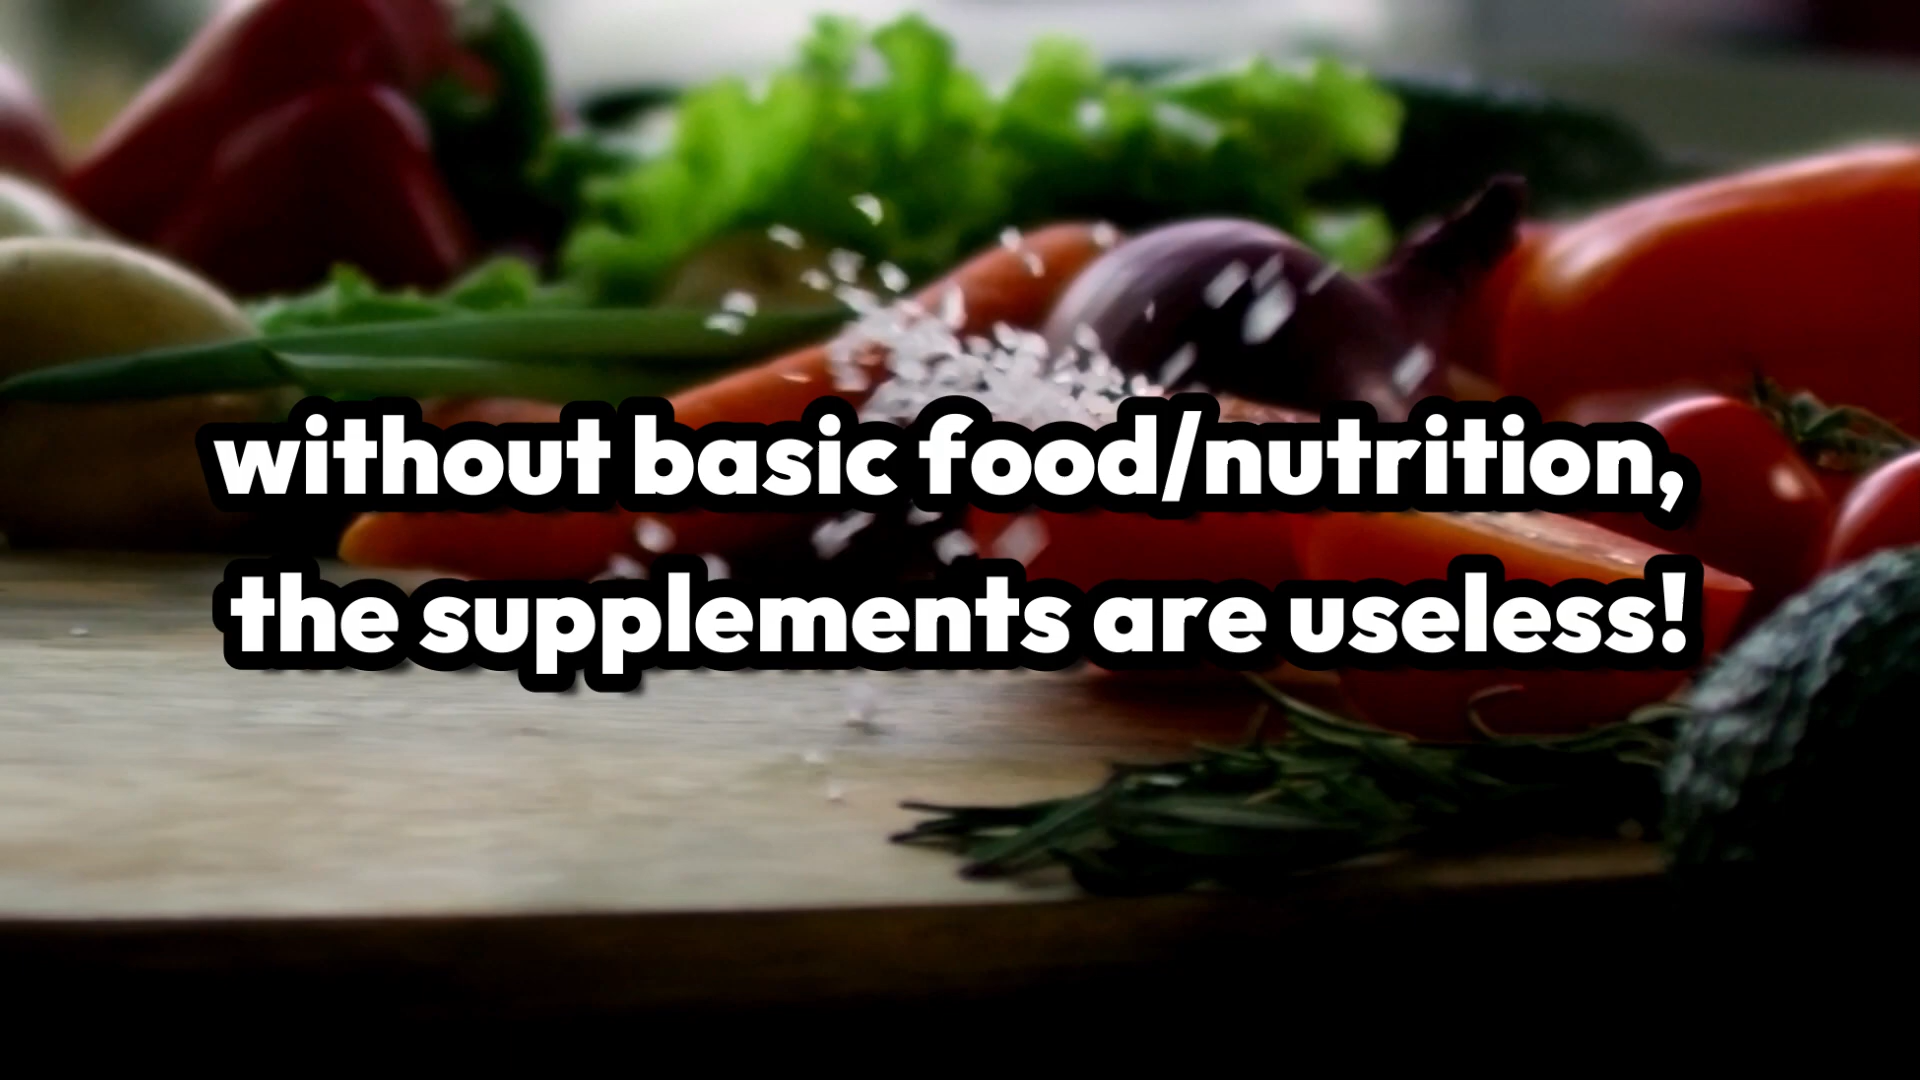 without basic food/nutrition,
the supplements are useless!